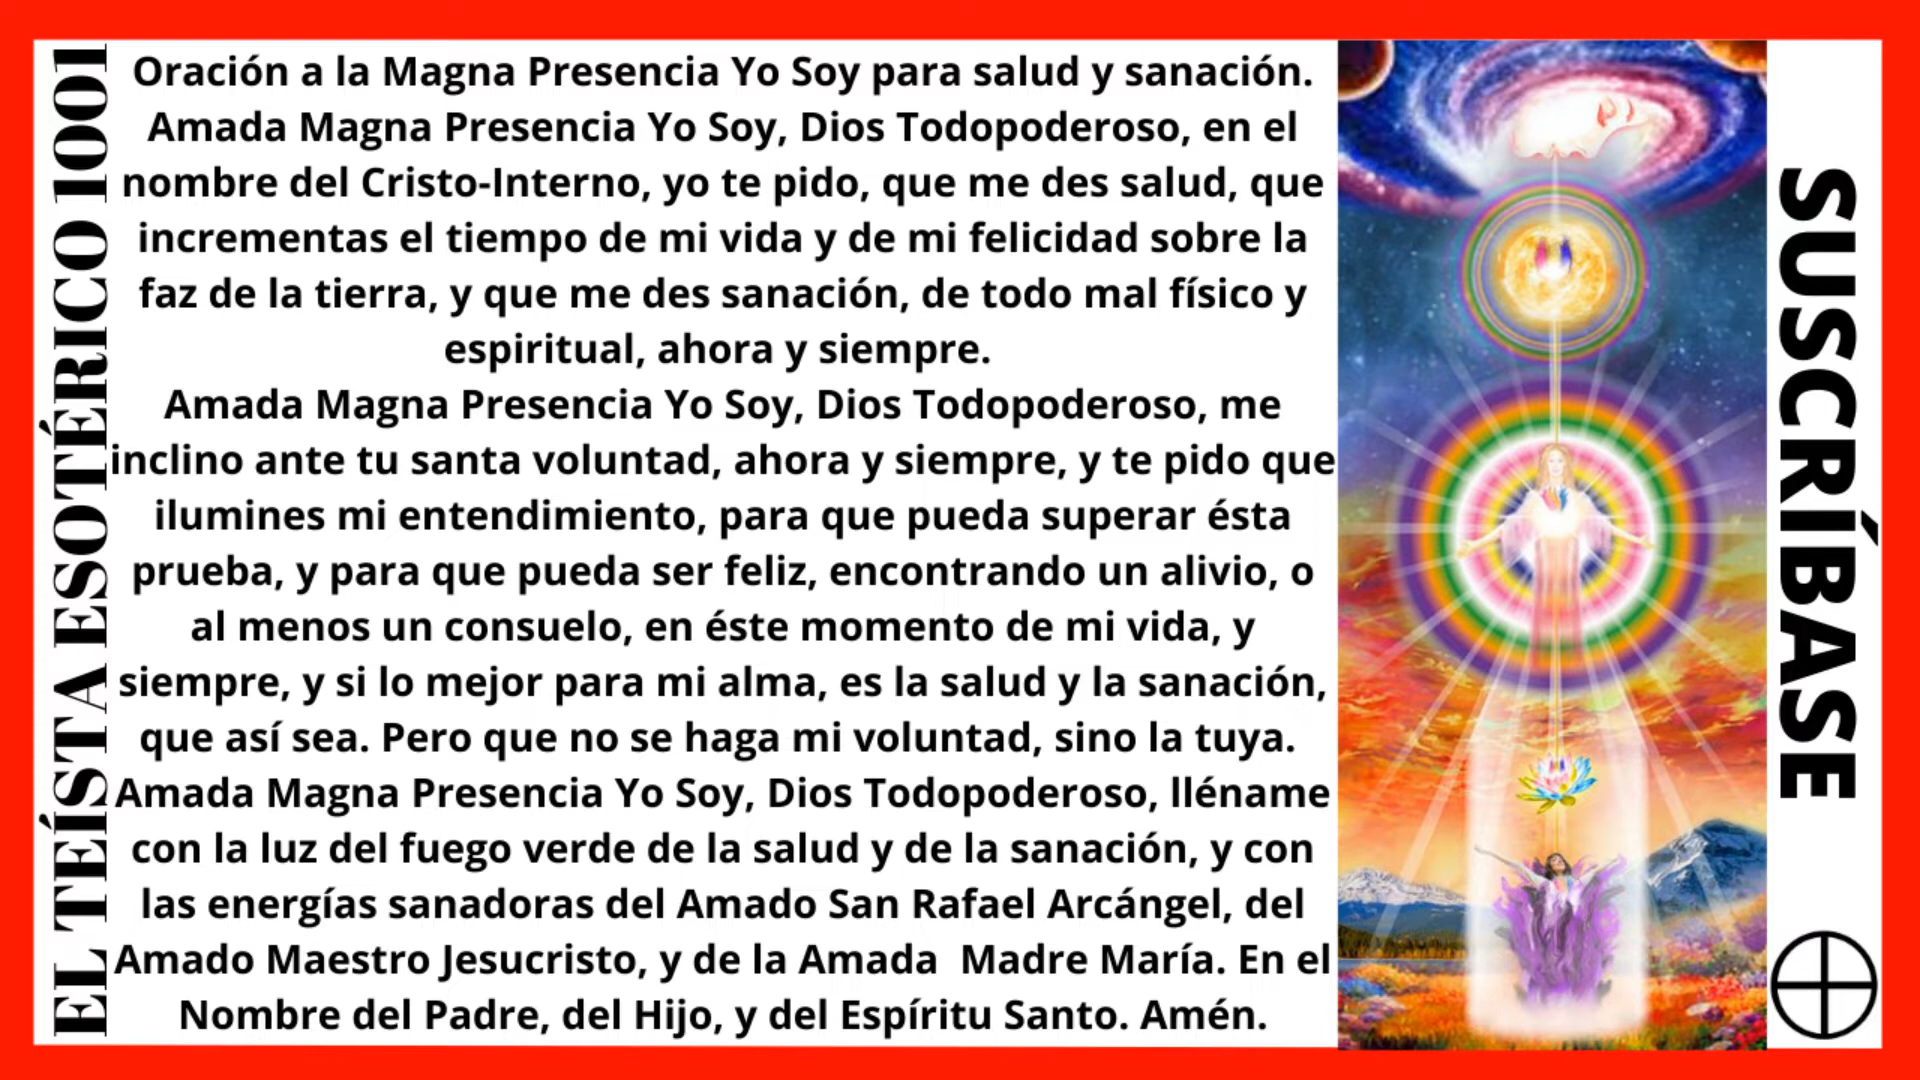 EL TEÍSTA ESOTÉRICO 1001
Oración a la Magna Presencia Yo Soy para salud y sanación.
Amada Magna Presencia Yo Soy, Dios Todopoderoso, en el
nombre del Cristo-Interno, yo te pido, que me des salud, que
incrementas el tiempo de mi vida y de mi felicidad sobre la
faz de la tierra, y que me des sanación, de todo mal físico y
espiritual, ahora y siempre.
Amada Magna Presencia Yo Soy, Dios Todopoderoso, me
inclino ante tu santa voluntad, ahora y siempre, y te pido que
ilumines mi entendimiento, para que pueda superar ésta
prueba, y para que pueda ser feliz, encontrando un alivio, o
al menos un consuelo, en éste momento de mi vida, y
siempre, y si lo mejor para mi alma, es la salud y la sanación,
que así sea. Pero que no se haga mi voluntad, sino la tuya.
Amada Magna Presencia Yo Soy, Dios Todopoderoso, lléname
con la luz del fuego verde de la salud y de la sanación, y con
las energías sanadoras del Amado San Rafael Arcángel, del
Amado Maestro Jesucristo, y de la Amada  Madre María. En el
Nombre del Padre, del Hijo, y del Espíritu Santo. Amén.
SUSCRÍBASE